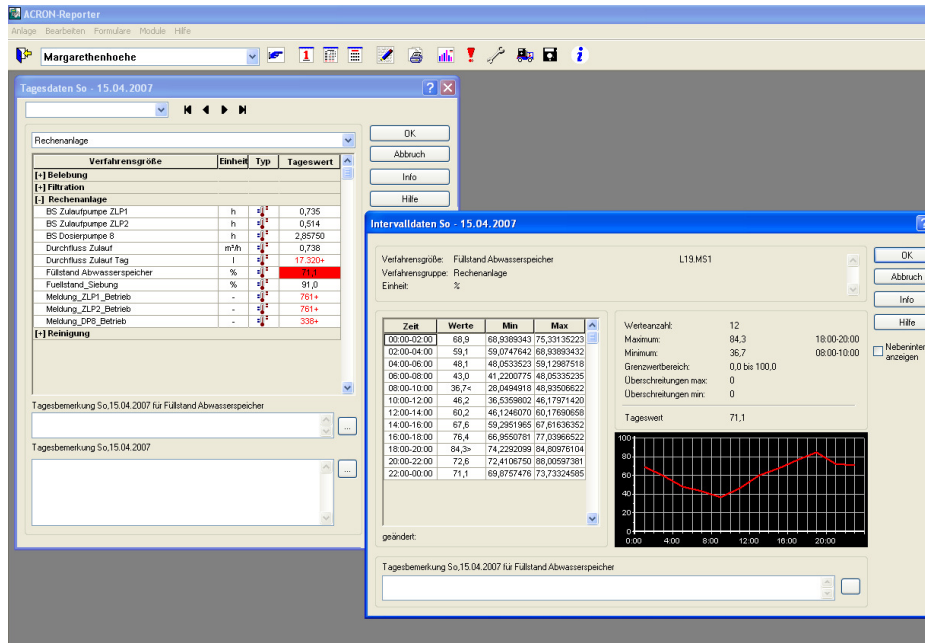 ACRON-Reporter
Anlage Bearbeiten Formulare Module Hilfe
Margarethenhoehe
Tagesdaten So - 15.04.2007
Rechenanlage
OK
Abbruch
Info
Hilfe
Verfahrensgröße Einheit Typ Tageswert
[+] Belebung
[+] Filtration
[-] Rechenanlage
BS Zulaufpumpe ZLP1 h 0,735
BS Zulaufpumpe ZLP2 h 0,514
BS Dosierpumpe 8 h 2,85750
Durchfluss Zulauf m³/h 0,738
Durchfluss Zulauf Tag l 17.320+
Füllstand Abwasserspeicher % 71,1
Fuellstand_Siebung % 91,0
Meldung_ZLP1_Betrieb - 761+
Meldung_ZLP2_Betrieb - 761+
Meldung_DP8_Betrieb - 338+
[+] Reinigung
Tagesbemerkung So,15.04.2007 für Füllstand Abwasserspeicher
...
Tagesbemerkung So,15.04.2007
...
Intervalldaten So - 15.04.2007
Verfahrensgröße: Füllstand Abwasserspeicher L19.MS1
Verfahrensgruppe: Rechenanlage
Einheit: %
OK
Abbruch
Info
Hilfe
Nebeninter
anzeigen
Zeit Werte Min Max
00:00-02:00 68,9 68,9389343 75,33135223
02:00-04:00 59,1 59,0747642 68,93893432
04:00-06:00 48,1 48,0533523 59,12987518
06:00-08:00 43,0 41,2200775 48,05335235
08:00-10:00 36,7< 28,0494918 48,93506622
10:00-12:00 46,2 36,5359802 46,17971420
12:00-14:00 60,2 46,1246070 60,17690658
14:00-16:00 67,6 59,2951965 67,61636352
16:00-18:00 76,4 66,9550781 77,03966522
18:00-20:00 84,3> 74,2292099 84,80976104
20:00-22:00 72,6 72,4106750 88,00597381
22:00-00:00 71,1 69,8757476 73,73324585
geändert:
Werteanzahl: 12
Maximum: 84,3 18:00-20:00
Minimum: 36,7 08:00-10:00
Grenzwertbereich: 0,0 bis 100,0
Überschreitungen max: 0
Überschreitungen min: 0
Tageswert 71,1
100
80
60
40
20
0
0:00 4:00 8:00 12:00 16:00 20:00
Tagesbemerkung So,15.04.2007 für Füllstand Abwasserspeicher